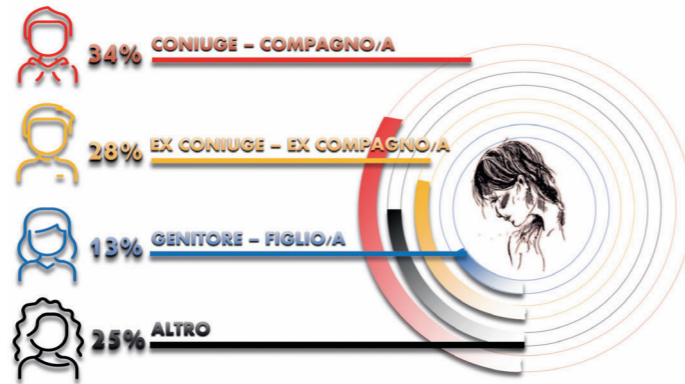 34% CONIUGE – COMPAGNO/A
28% EX CONIUGE – EX COMPAGNO/A
13% GENITORE – FIGLIO/A
25% ALTRO